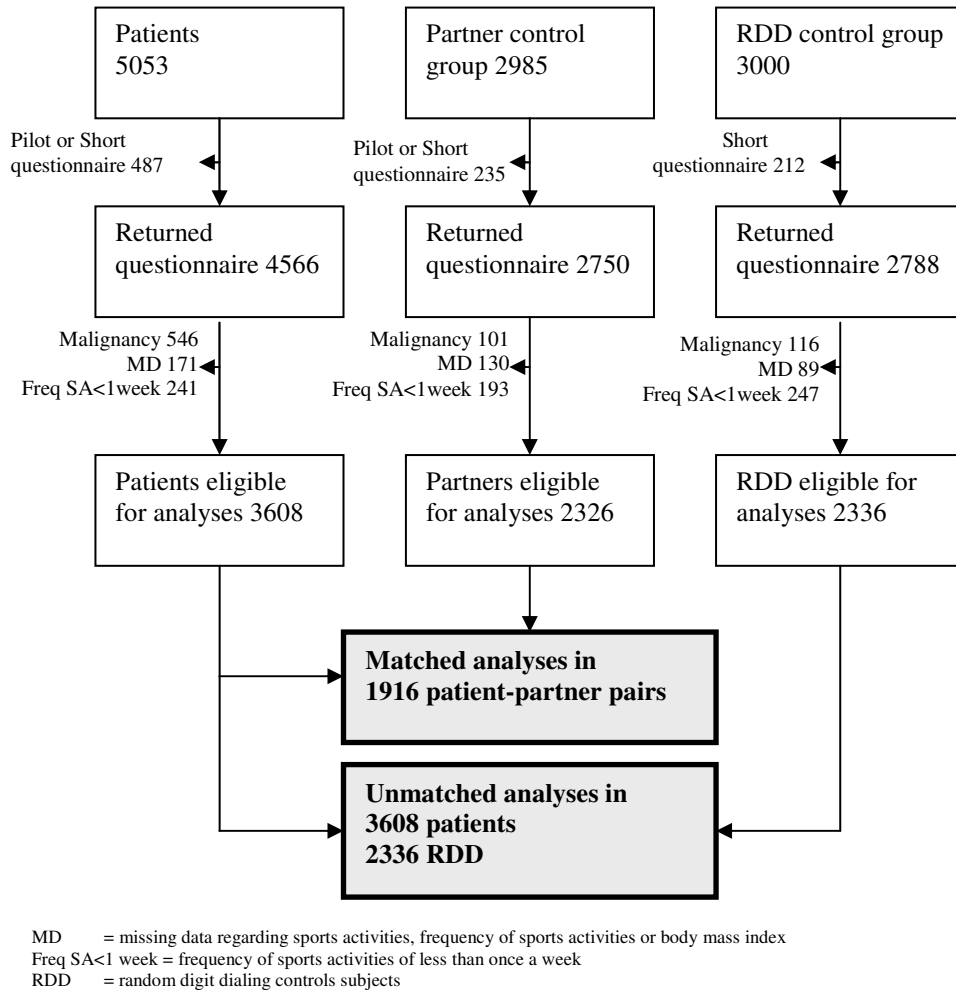 Patients
5053
Partner control
group 2985
RDD control group
3000
Pilot or Short
questionnaire 487
Pilot or Short
questionnaire 235
Short
questionnaire 212
Returned
questionnaire 4566
Returned
questionnaire 2750
Returned
questionnaire 2788
Malignancy 546
MD 171
Freq SA<1week 241
Malignancy 101
MD 130
Freq SA<1week 193
Malignancy 116
MD 89
Freq SA<1week 247
Patients eligible
for analyses 3608
Partners eligible
for analyses 2326
RDD eligible for
analyses 2336
Matched analyses in
1916 patient-partner pairs
Unmatched analyses in
3608 patients
2336 RDD
MD = missing data regarding sports activities, frequency of sports activities or body mass index
Freq SA<1 week = frequency of sports activities of less than once a week
RDD = random digit dialing controls subjects